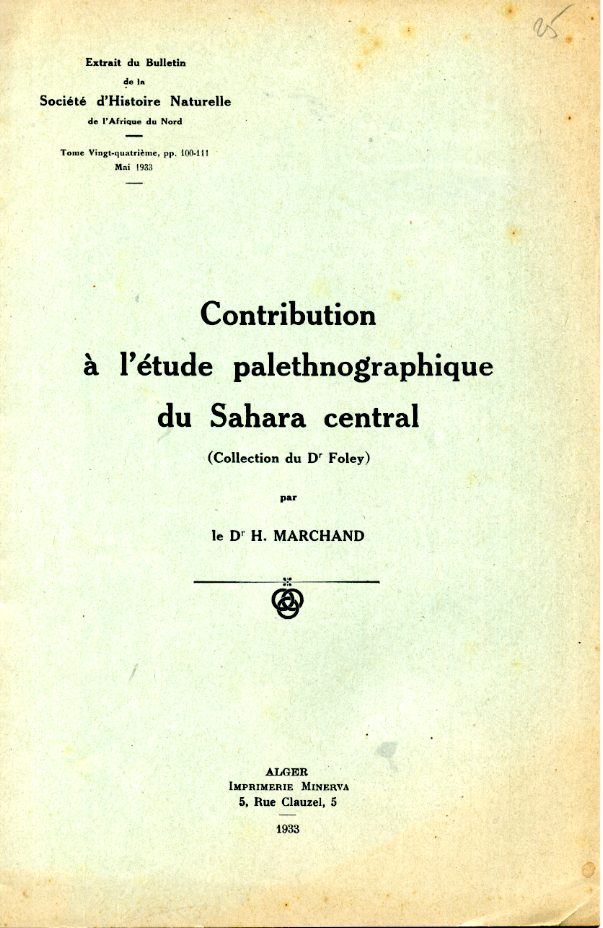 25
Extrait du Bulletin
de la
Société d'Histoire Naturelle
de l'Afrique du Nord
Tome Vingt-quatrième, pp. 100-111
Mai 1933
Contribution
à l'étude palethnographique
du Sahara central
(Collection du Dr Foley)
par
le Dr H. MARCHAND
ALGER
IMPRIMERIE MINERVA
5, Rue Clauzel, 5
1933